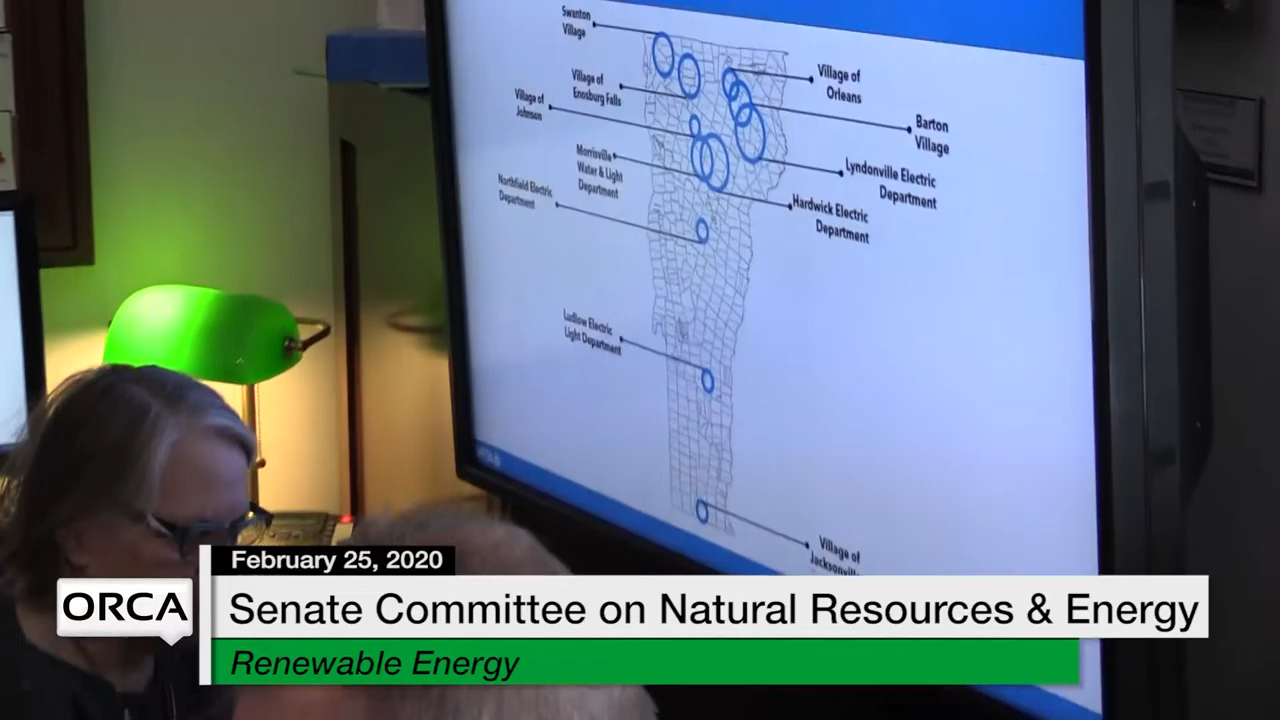 Swanton
Village
Village of
Enosburg Falls
Village of
Johnson
Morrisville
Water & Light
Department
Northfield Electric
Department
Village of
Orleans
Barton
Village
Lyndonville Electric
Department
Hardwick Electric
Department
Ludlow Electric
Light Department
Village of
Jacksonville
February 25, 2020
ORCA
Senate Committee on Natural Resources & Energy
Renewable Energy